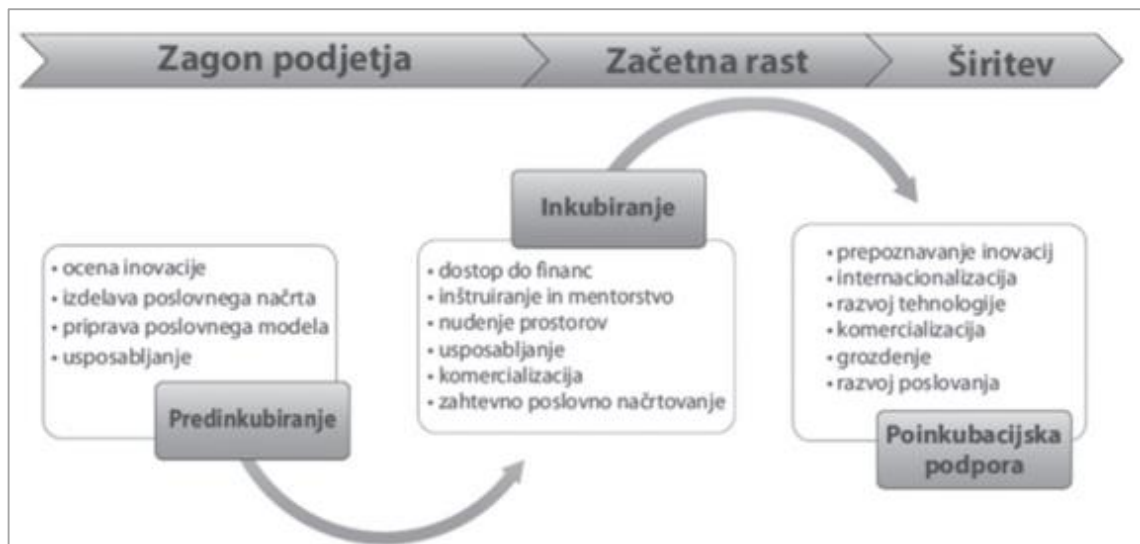 Zagon podjetja
Začetna rast
Širitev
• ocena inovacije
• izdelava poslovnega načrta
• priprava poslovnega modela
• usposabljanje
Predinkubiranje
Inkubiranje
• dostop do financ
• inštruiranje in mentorstvo
• nudenje prostorov
• usposabljanje
• komercializacija
• zahtevno poslovno načrtovanje
• prepoznavanje inovacij
• internacionalizacija
• razvoj tehnologije
• komercializacija
• grozdenje
• razvoj poslovanja
Poinkubacijska
podpora